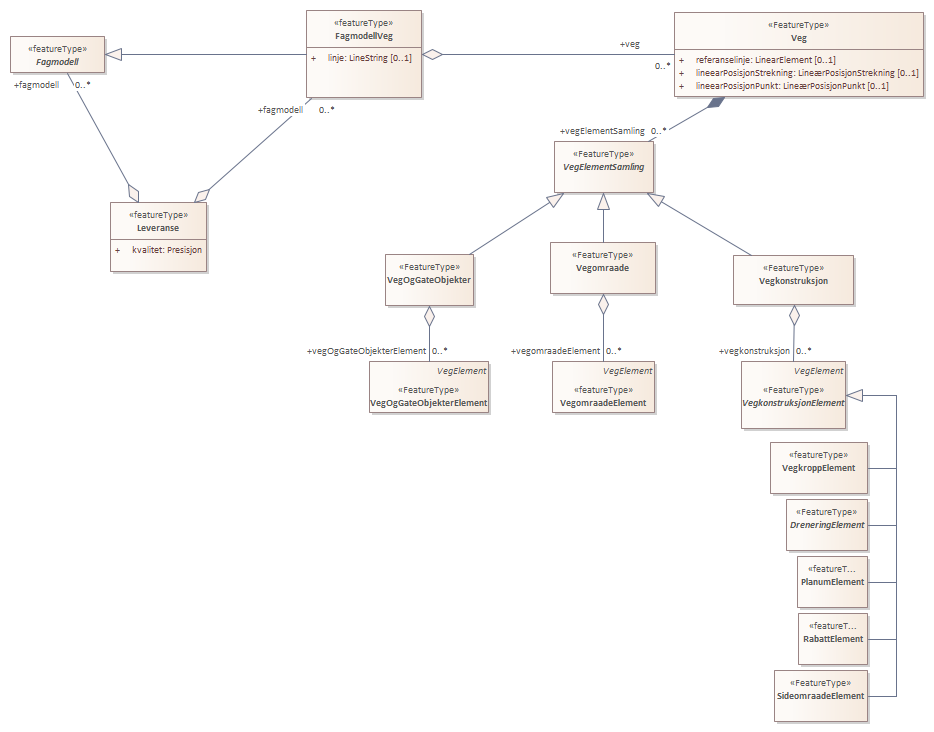 «featureType»
Fagmodell
+fagmodell 0..*
«featureType»
FagmodellVeg
+ linje: LineString [0..1]
+fagmodell 0..*
+veg
0..*
«featureType»
Veg
+ referanselinje: LinearElement [0..1]
+ lineearPosisjonStrekning: LineærPosisjonStrekning [0..1]
+ lineearPosisjonPunkt: LineærPosisjonPunkt [0..1]
«featureType»
Leveranse
+ kvalitet: Presisjon
+vegElementSamling 0..*
«FeatureType»
VegElementSamling
«FeatureType»
VegOgGateObjekter
«FeatureType»
Vegomraade
«FeatureType»
Vegkonstruksjon
+vegOgGateObjekterElement 0..*
+vegomraadeElement 0..*
+vegkonstruksjon 0..*
VegElement
«FeatureType»
VegOgGateObjekterElement
VegElement
«featureType»
VegomraadeElement
VegElement
«FeatureType»
VegkonstruksjonElement
«featureType»
VegkroppElement
«FeatureType»
DreneringElement
«featureT...
PlanumElement
«featureT...
RabattElement
«FeatureType»
SideomraadeElement